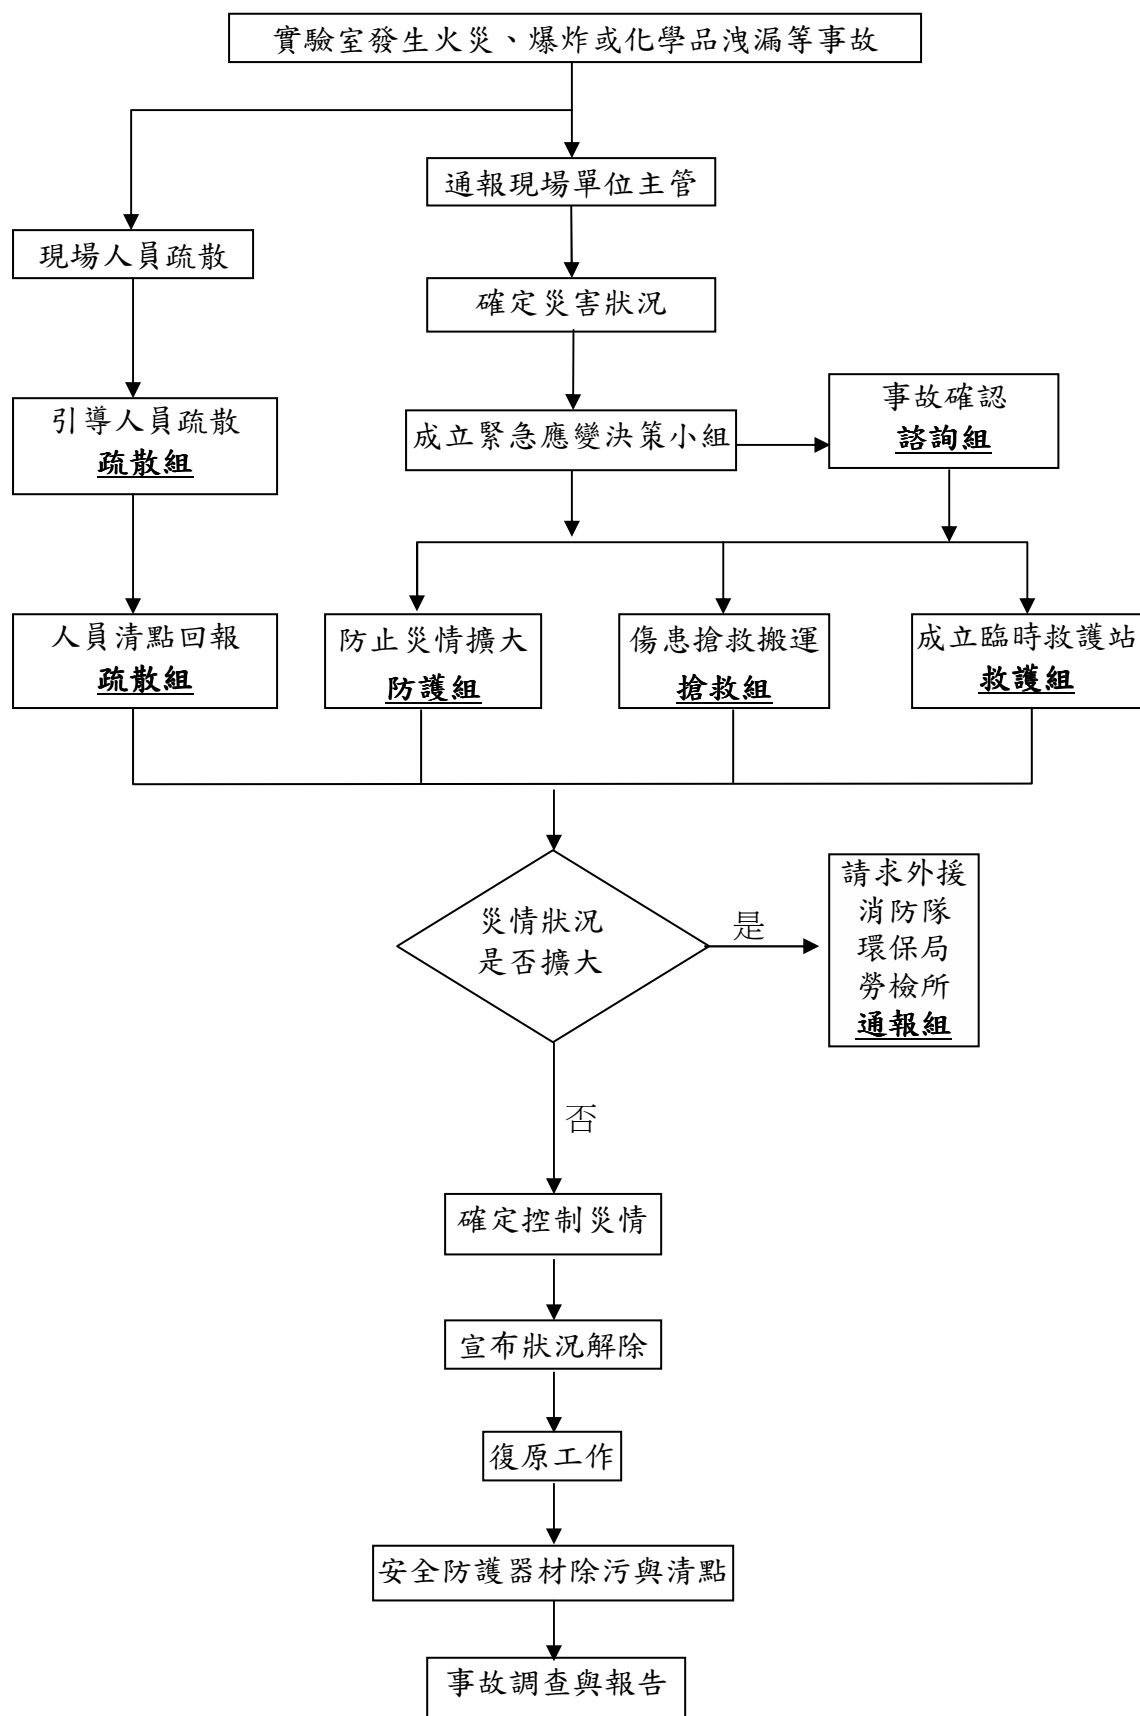 實驗室發生火災、爆炸或化學品洩漏等事故
通報現場單位主管
現場人員疏散
確定災害狀況
引導人員疏散
疏散組
成立緊急應變決策小組
事故確認
諮詢組
人員清點回報
疏散組
防止災情擴大
防護組
傷患搶救搬運
搶救組
成立臨時救護站
救護組
災情狀況
是否擴大
是
請求外援
消防隊
環保局
勞檢所
通報組
否
確定控制災情
宣布狀況解除
復原工作
安全防護器材除污與清點
事故調查與報告